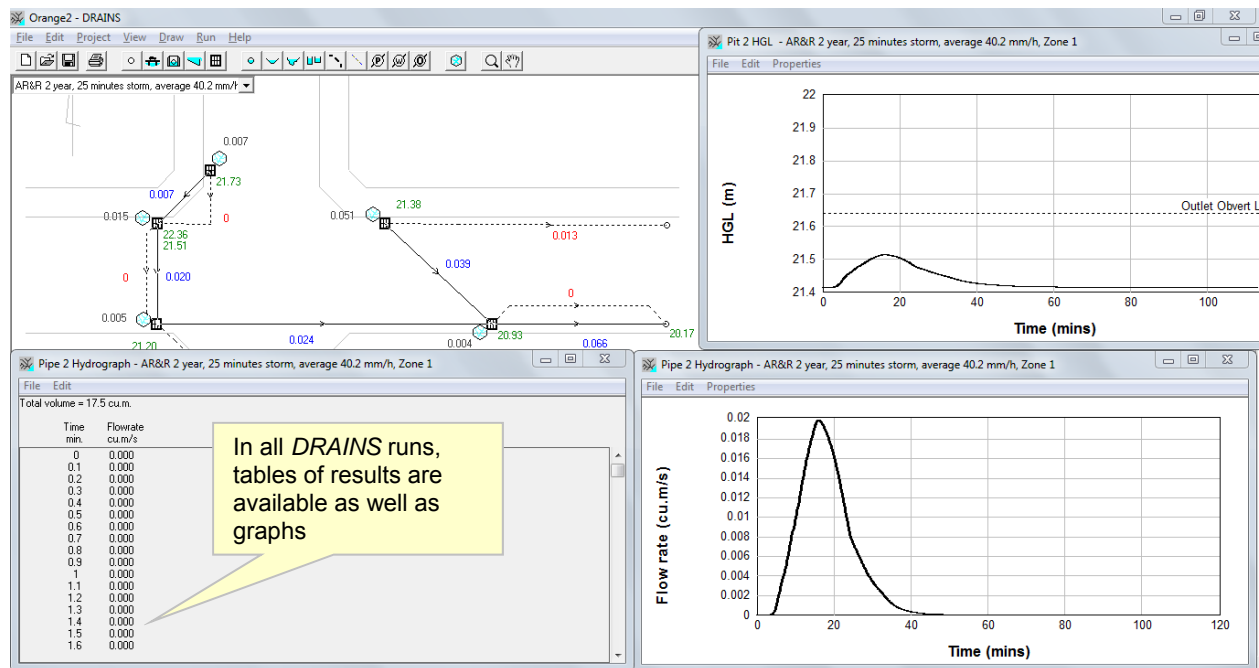 Orange2 - DRAINS
File Edit Project View Draw Run Help
AR&R 2 year, 25 minutes storm, average 40.2 mm/h
0.007
21.73
0.007
0.015
0
22.36
21.51
0
0.020
0.005
21.20
0.024
0.051
21.38
0.013
0.039
0
0.004
20.93
0.066
20.17
Pit 2 HGL - AR&R 2 year, 25 minutes storm, average 40.2 mm/h, Zone 1
File Edit Properties
22
21.9
21.8
21.7
21.6
21.5
21.4
HGL (m)
Outlet Obvert L
0 20 40 60 80 100
Time (mins)
Pipe 2 Hydrograph - AR&R 2 year, 25 minutes storm, average 40.2 mm/h, Zone 1
File Edit
Total volume = 17.5 cu.m.
Time Flowrate
min. cu.m/s
0 0.000
0.1 0.000
0.2 0.000
0.3 0.000
0.4 0.000
0.5 0.000
0.6 0.000
0.7 0.000
0.8 0.000
0.9 0.000
1 0.000
1.1 0.000
1.2 0.000
1.3 0.000
1.4 0.000
1.5 0.000
1.6 0.000
In all DRAINS runs,
tables of results are
available as well as
graphs
Pipe 2 Hydrograph - AR&R 2 year, 25 minutes storm, average 40.2 mm/h, Zone 1
File Edit Properties
0.02
0.018
0.016
0.014
0.012
0.01
0.008
0.006
0.004
0.002
0
Flow rate (cu.m/s)
0 20 40 60 80 100 120
Time (mins)